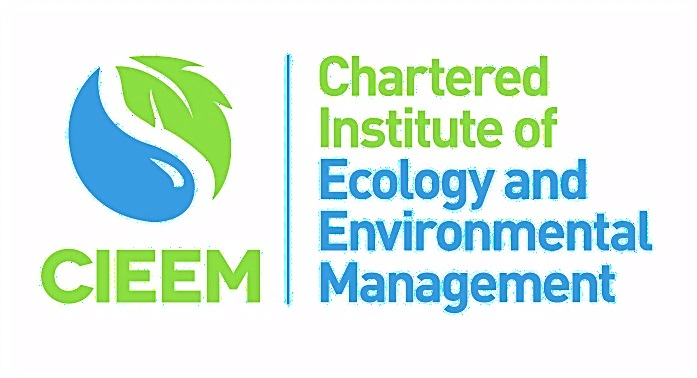 CIEEM
Chartered
Institute of
Ecology and
Environmental
Management